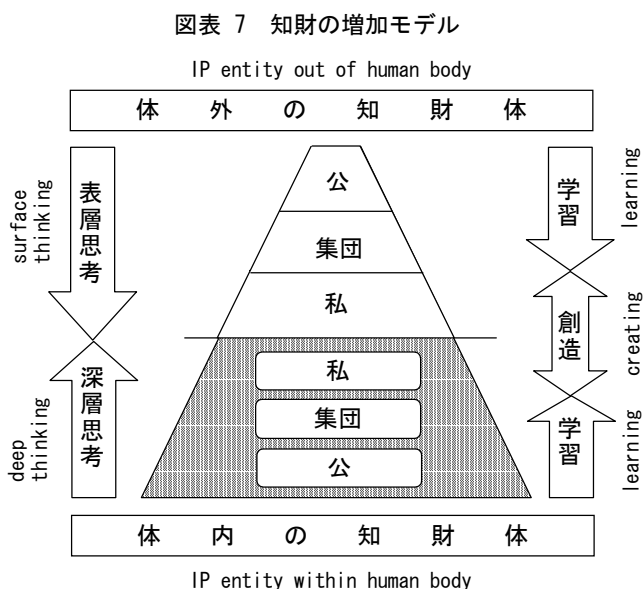 図表 7 知財の増加モデル
IP entity out of human body
体外の知財体
surface thinking
表層思考
公
集団
私
学習
learning
創造
creating
私
集団
公
deep thinking
深層思考
学習
learning
体内の知財体
IP entity within human body